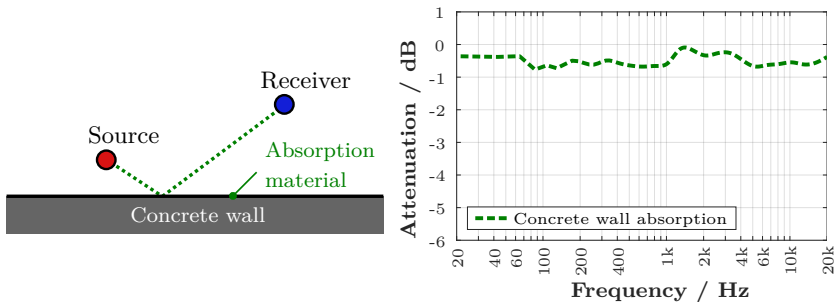 Receiver
Source
Absorption
material
Concrete wall
Attenuation / dB
1
0
-1
-2
-3
-4
-5
-6
Concrete wall absorption
20
40
60
100
200
400
1k
2k
4k
6k
10k
20k
Frequency / Hz